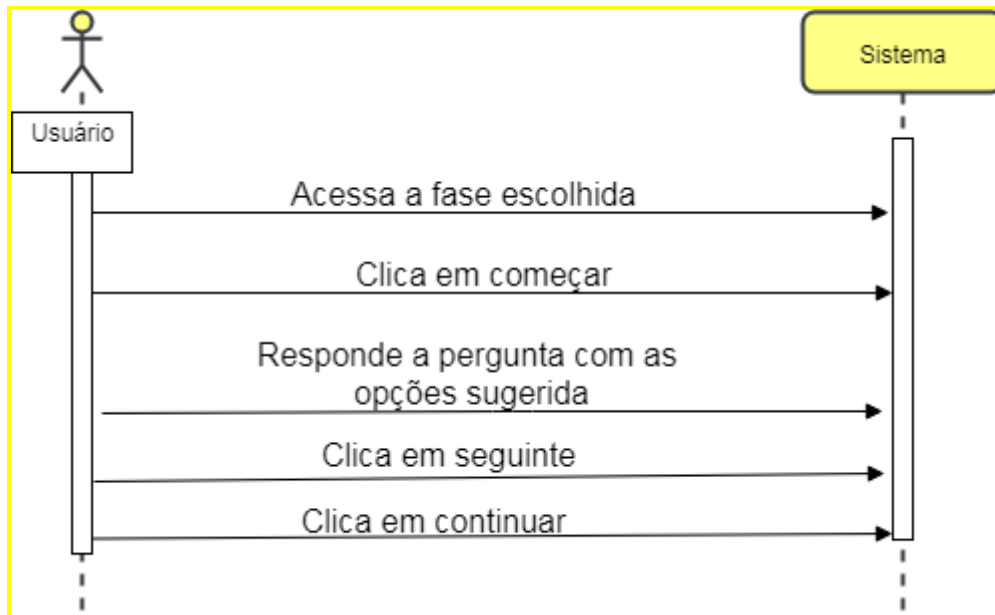 Sistema
Usuário
Acessa a fase escolhida
Clica em começar
Responde a pergunta com as
opções sugerida
Clica em seguinte
Clica em continuar